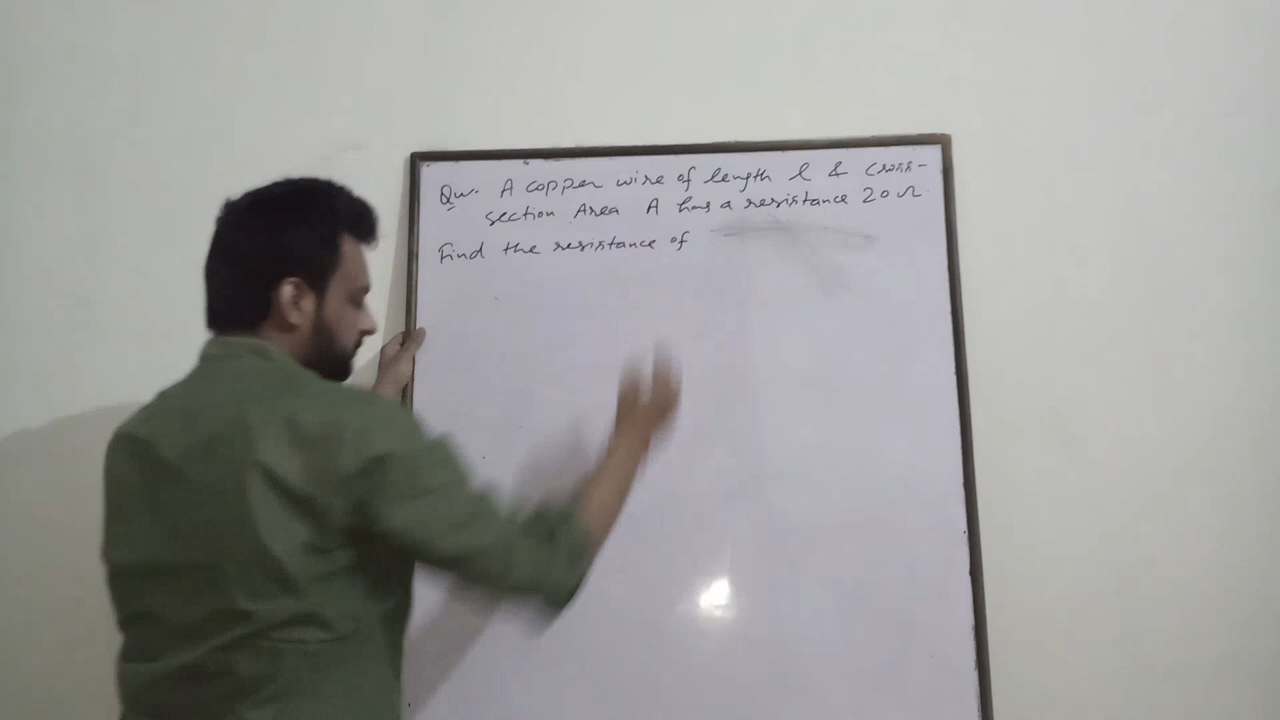 Qu. A copper wire of length l & cross-
section Area A has a resistance 20 Ω.
Find the resistance of